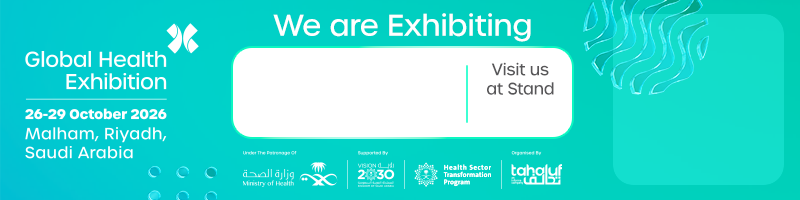 We are Exhibiting
Global Health
Exhibition
26-29 October 2026
Malham, Riyadh,
Saudi Arabia
Visit us
at Stand
Under The Patronage Of
وزارة الصحة
Ministry of Health
Supported By
VISION رؤية
2030
Health Sector
Transformation
Program
Organised By
tahaluf
تحالف